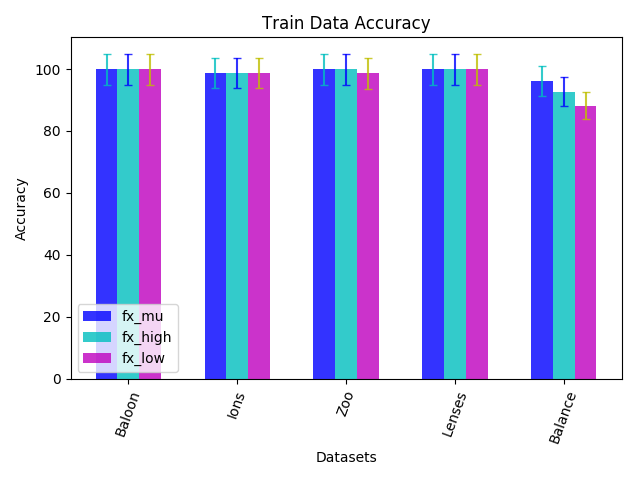 Train Data Accuracy
Accuracy
100
80
60
40
20
0
fx_mu
fx_high
fx_low
Baloon
Ions
Zoo
Lenses
Balance
Datasets